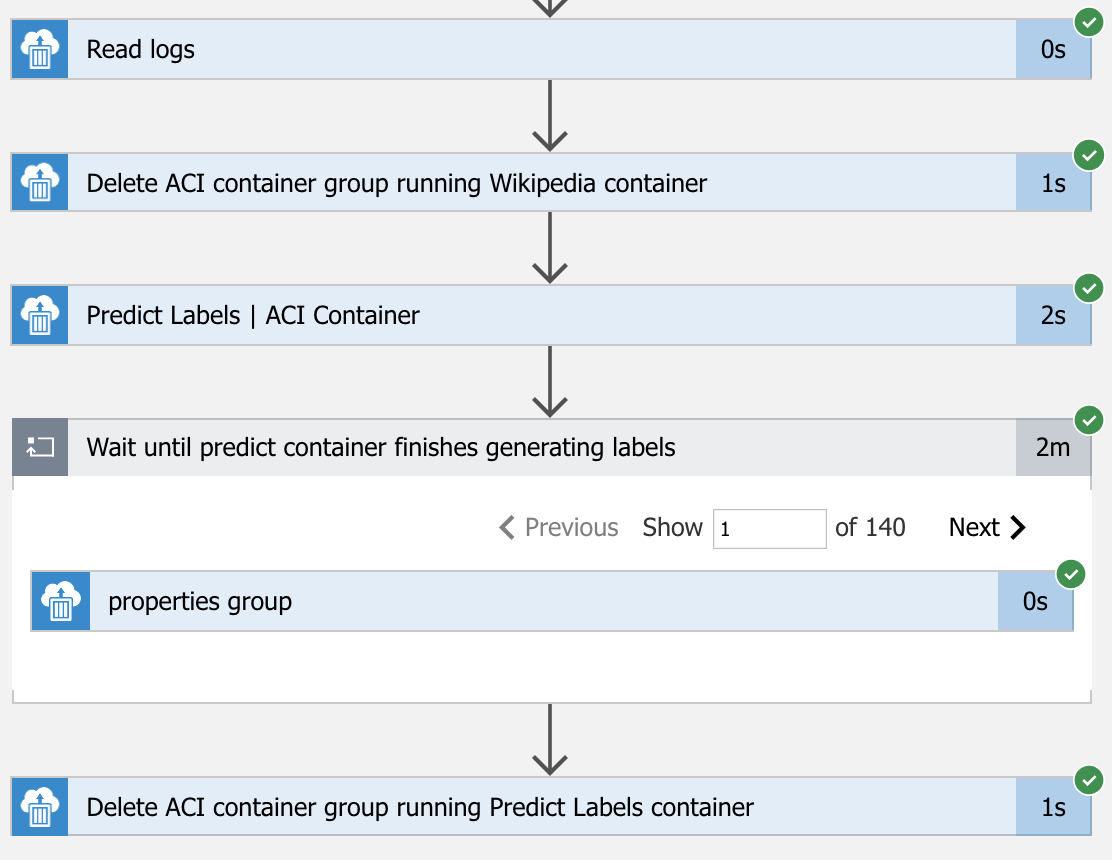 Read logs 0s
Delete ACI container group running Wikipedia container 1s
Predict Labels | ACI Container 2s
Wait until predict container finishes generating labels 2m
Previous Show 1 of 140 Next
properties group 0s
Delete ACI container group running Predict Labels container 1s